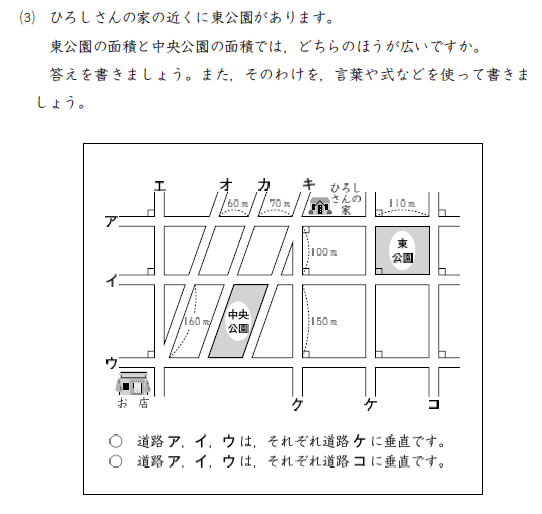 (3) ひろしさんの家の近くに東公園があります。
東公園の面積と中央公園の面積では，どちらのほうが広いですか。
答えを書きましょう。また，そのわけを，言葉や式などを使って書きま
しょう。
エ オ カ キ ひろし
さんの
家
60m 70m 110m
ア
100m 東
公園
イ
160m 中央
公園 150m
ウ
お店 ケ ケ コ
○ 道路ア，イ，ウは，それぞれ道路ケに垂直です。
○ 道路ア，イ，ウは，それぞれ道路コに垂直です。